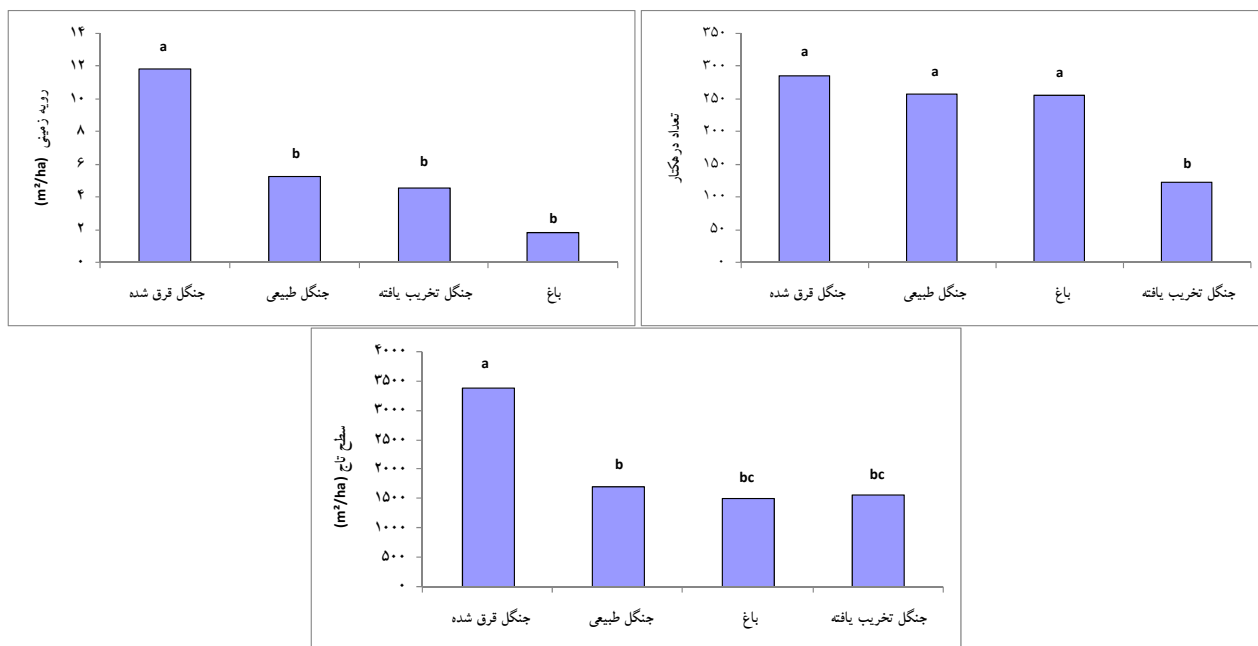 رویه زمینی (m²/ha)
۱۴
۱۲
۱۰
۸
۶
۴
۲
۰
a
b
b
b
جنگل قرق شده
جنگل طبیعی
جنگل تخریب یافته
باغ
تعداد درهکتار
۳۵۰
۳۰۰
۲۵۰
۲۰۰
۱۵۰
۱۰۰
۵۰
۰
a
a
a
b
جنگل قرق شده
جنگل طبیعی
باغ
جنگل تخریب یافته
سطح تاج (m²/ha)
۴۰۰۰
۳۵۰۰
۳۰۰۰
۲۵۰۰
۲۰۰۰
۱۵۰۰
۱۰۰۰
۵۰۰
۰
a
b
bc
bc
جنگل قرق شده
جنگل طبیعی
باغ
جنگل تخریب یافته